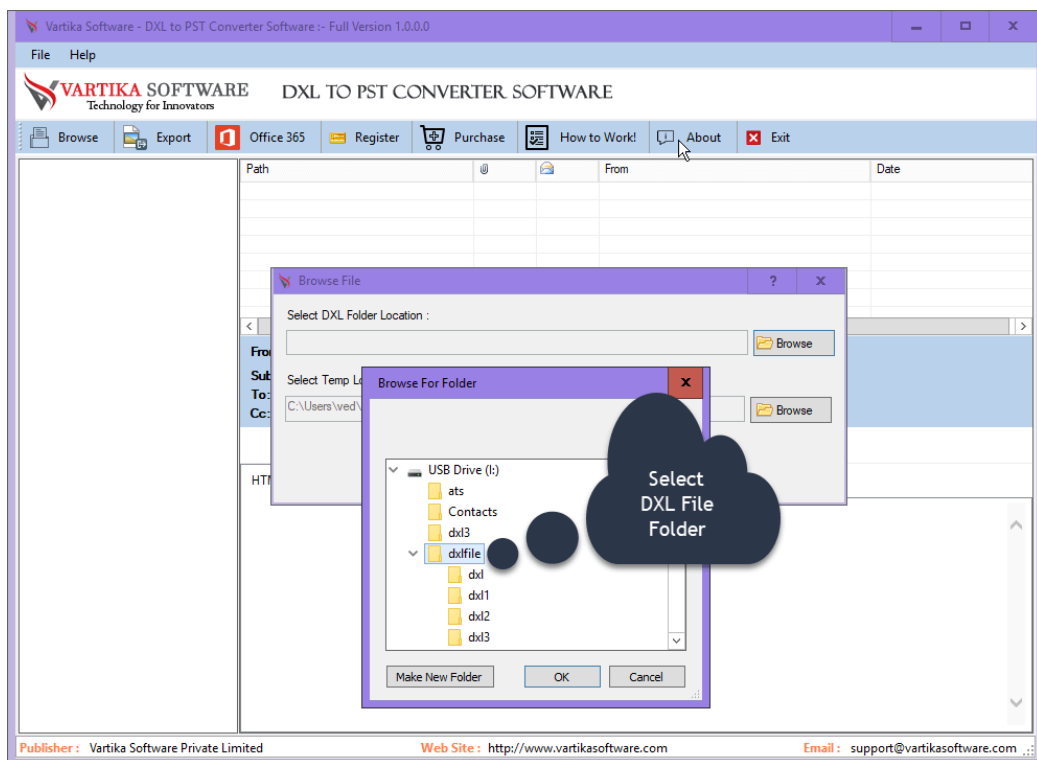 Vartika Software - DXL to PST Converter Software :- Full Version 1.0.0.0
File Help
VARTIKA SOFTWARE
Technology for Innovators
DXL TO PST CONVERTER SOFTWARE
Browse Export Office 365 Register Purchase How to Work! About Exit
Path From Date
Browse File
Select DXL Folder Location :
Browse
Select Temp
C:\Users\ved\
Browse
To:
Cc:
Browse For Folder
USB Drive (I:)
ats
Contacts
dxl3
dxlfile
dxl
dxl1
dxl2
dxl3
Make New Folder OK Cancel
Select
DXL File
Folder
Publisher : Vartika Software Private Limited Web Site : http://www.vartikasoftware.com Email : support@vartikasoftware.com